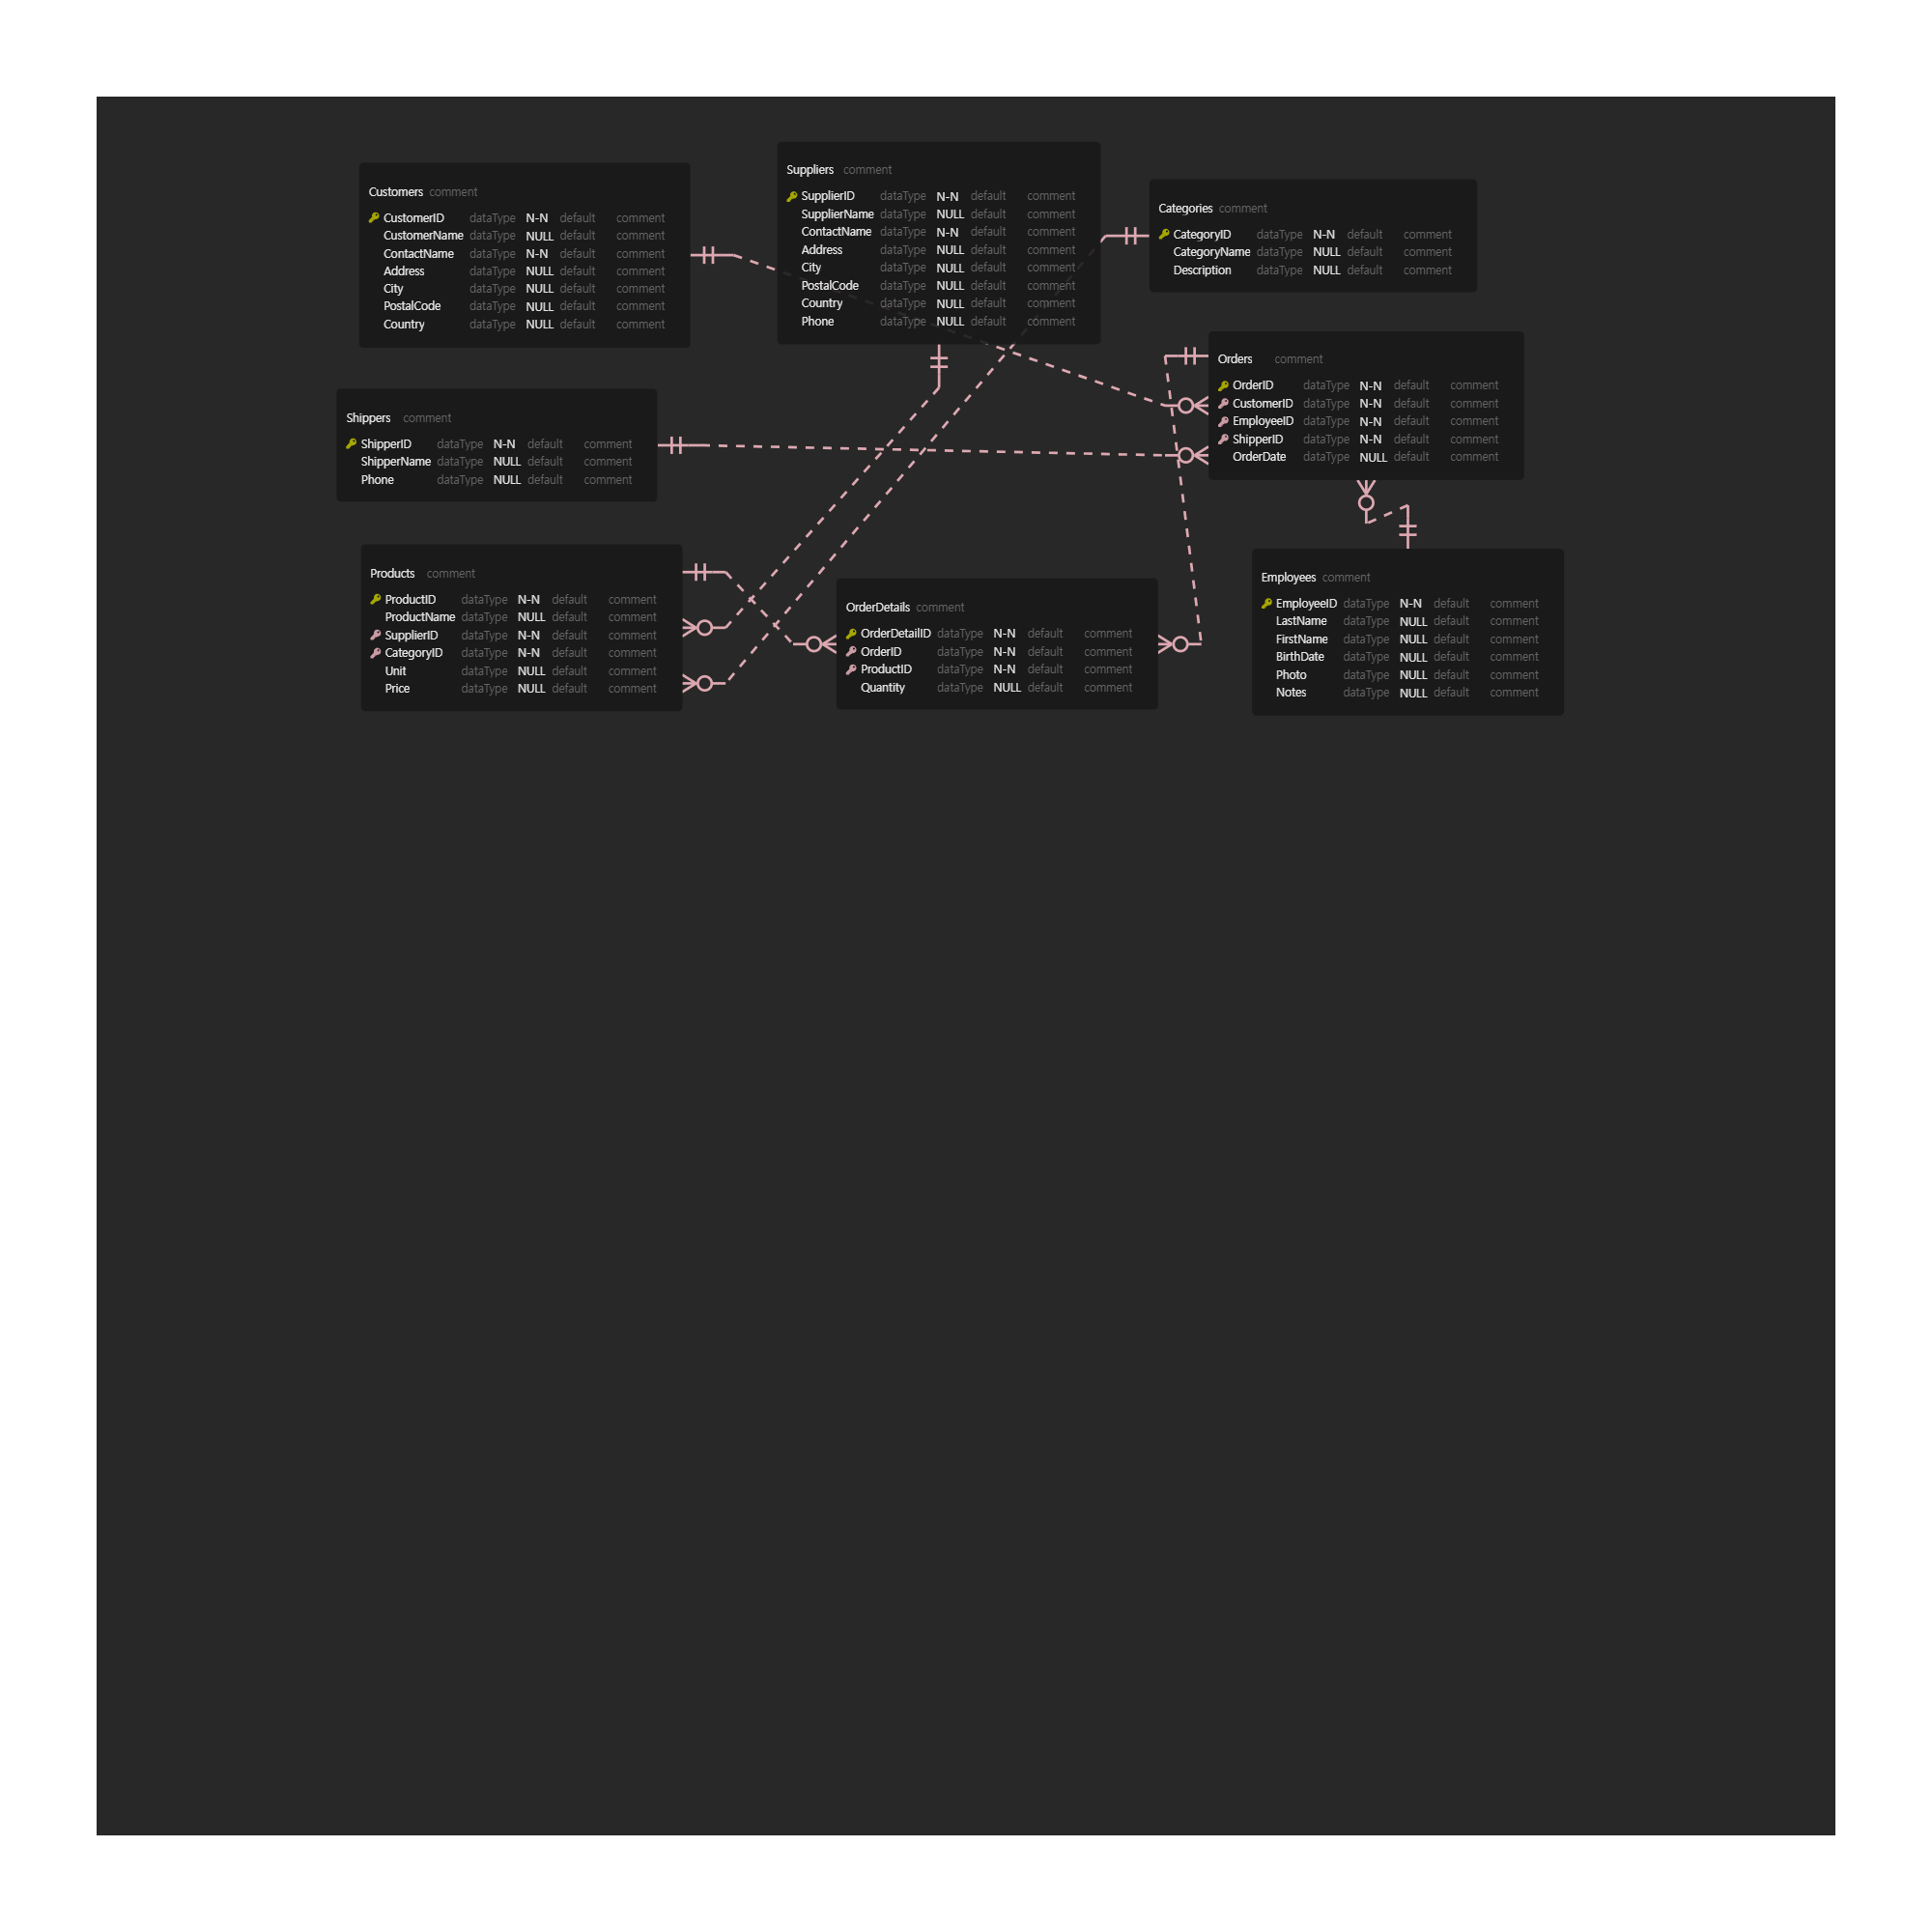 Customers comment
CustomerID dataType N-N default comment
CustomerName dataType NULL default comment
ContactName dataType N-N default comment
Address dataType NULL default comment
City dataType NULL default comment
PostalCode dataType NULL default comment
Country dataType NULL default comment
Suppliers comment
SupplierID dataType N-N default comment
SupplierName dataType NULL default comment
ContactName dataType N-N default comment
Address dataType NULL default comment
City dataType NULL default comment
PostalCode dataType NULL default comment
Country dataType NULL default comment
Phone dataType NULL default comment
Categories comment
CategoryID dataType N-N default comment
CategoryName dataType NULL default comment
Description dataType NULL default comment
Shippers comment
ShipperID dataType N-N default comment
ShipperName dataType NULL default comment
Phone dataType NULL default comment
Orders comment
OrderID dataType N-N default comment
CustomerID dataType N-N default comment
EmployeeID dataType N-N default comment
ShipperID dataType N-N default comment
OrderDate dataType NULL default comment
Products comment
ProductID dataType N-N default comment
ProductName dataType NULL default comment
SupplierID dataType N-N default comment
CategoryID dataType N-N default comment
Unit dataType NULL default comment
Price dataType NULL default comment
OrderDetails comment
OrderDetailID dataType N-N default comment
OrderID dataType N-N default comment
ProductID dataType N-N default comment
Quantity dataType NULL default comment
Employees comment
EmployeeID dataType N-N default comment
LastName dataType NULL default comment
FirstName dataType NULL default comment
BirthDate dataType NULL default comment
Photo dataType NULL default comment
Notes dataType NULL default comment